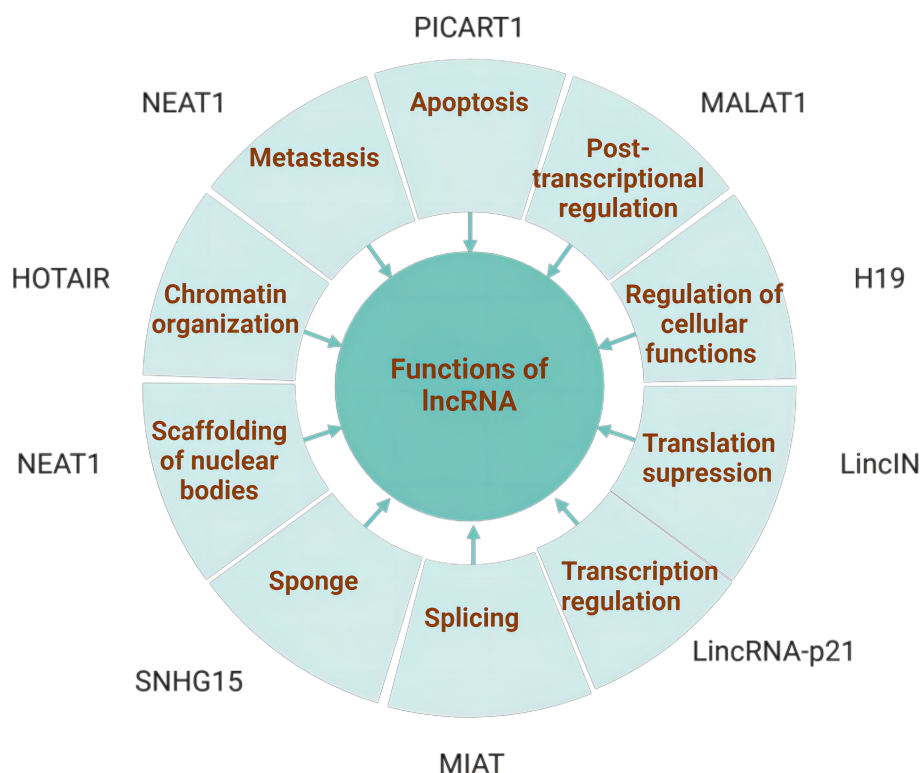 PICART1
NEAT1
MALAT1
Apoptosis
Metastasis
Post-
transcriptional
regulation
HOTAIR
H19
Chromatin
organization
Regulation of
cellular
functions
Functions of
lncRNA
NEAT1
Scaffolding
of nuclear
bodies
Translation
supression
LincIN
Sponge
Splicing
Transcription
regulation
SNHG15
LincRNA-p21
MIAT